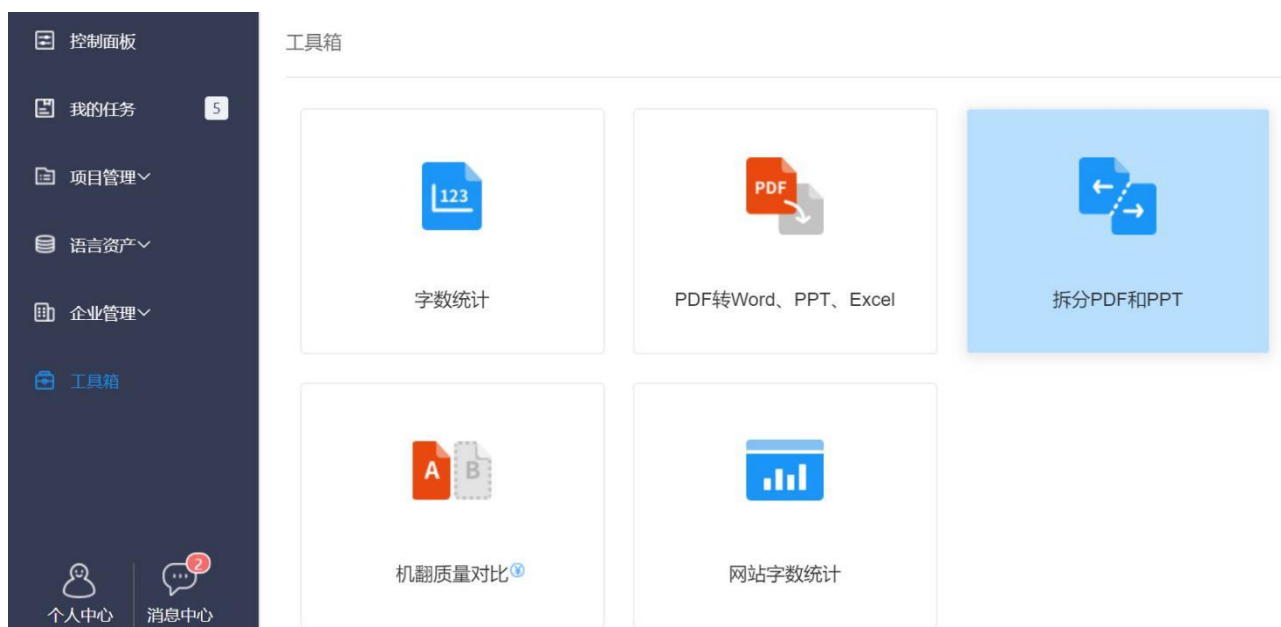 控制面板
我的任务 5
项目管理
语言资产
企业管理
工具箱
个人中心
消息中心 2
工具箱
123
字数统计
PDF
PDF转Word、PPT、Excel
拆分PDF和PPT
A B
机翻质量对比¥
网站字数统计